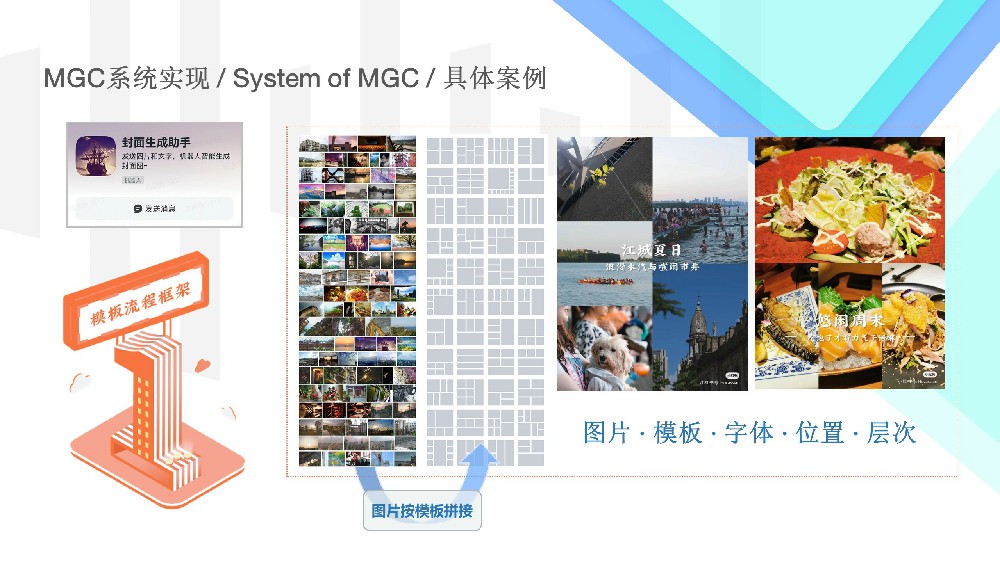 MGC系统实现 / System of MGC / 具体案例
封面生成助手
发送图片和文字，机器人智能生成
封面图~
机器人
发送消息
模板流程框架
江城夏日
悠闲周末
图片 · 模板 · 字体 · 位置 · 层次
图片按模板拼接